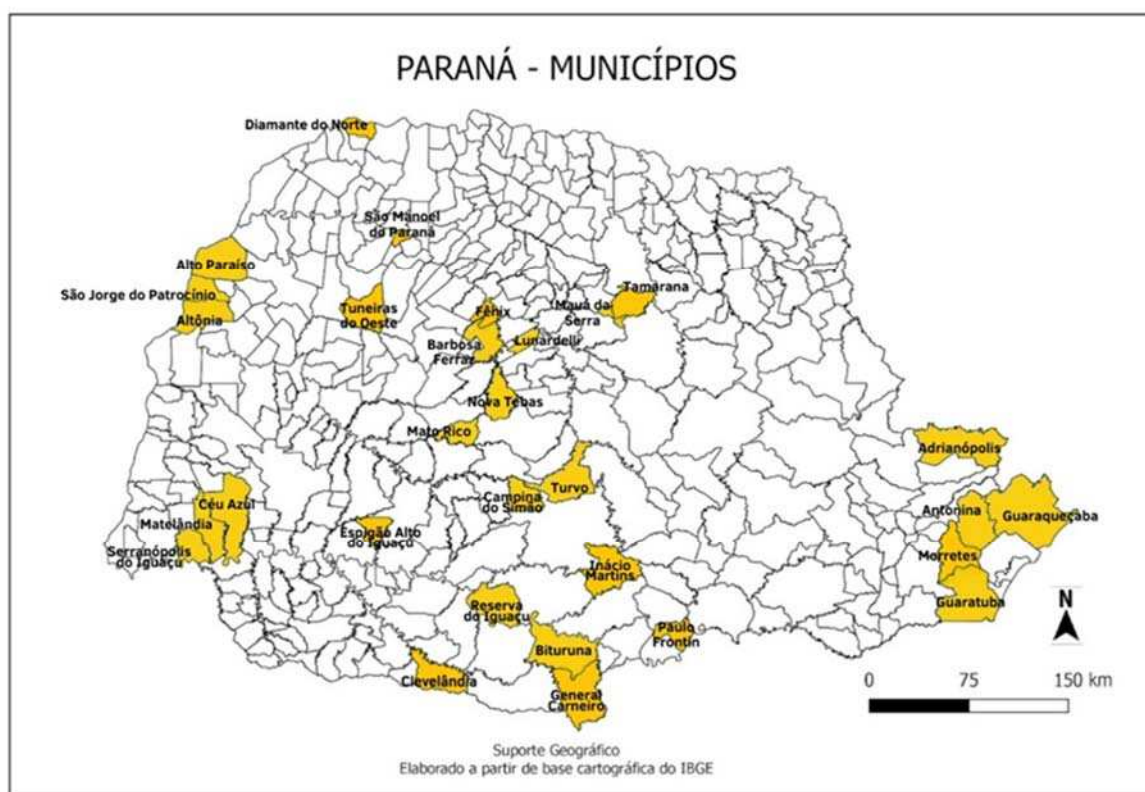 PARANÁ - MUNICÍPIOS
Diamante do Norte
São Manoel
do Paraná
Alto Paraíso
São Jorge do Patrocínio
Altônia
Tuneiras
do Oeste
Tamarana
Mauá da
Serra
Fênix
Lunardelli
Barbosa
Ferraz
Nova Tebas
Mato Rico
Adrianópolis
Turvo
Campina
do Simão
Céu Azul
Matelândia
Serranópolis
do Iguaçu
Espigão Alto
do Iguaçú
Antonina
Guaraqueçaba
Morretes
Guaratuba
Inácio
Martins
Reserva
do Iguaçu
Paulo
Frontin
Bituruna
Clevelândia
General
Carneiro
N
0 75 150 km
Suporte Geográfico
Elaborado a partir de base cartográfica do IBGE